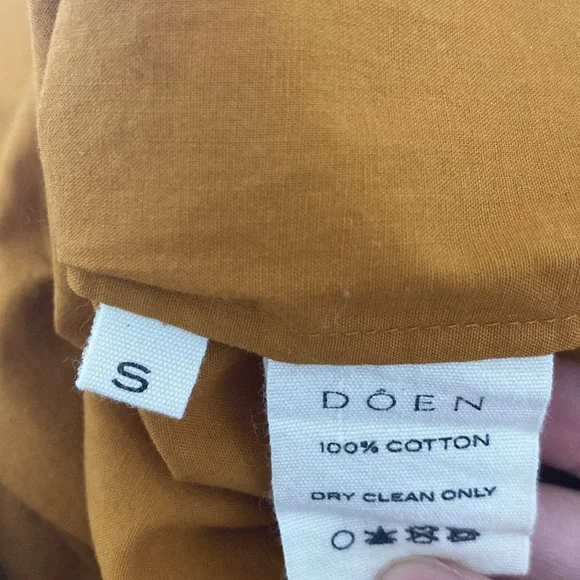 S
DÔEN
100% COTTON
DRY CLEAN ONLY